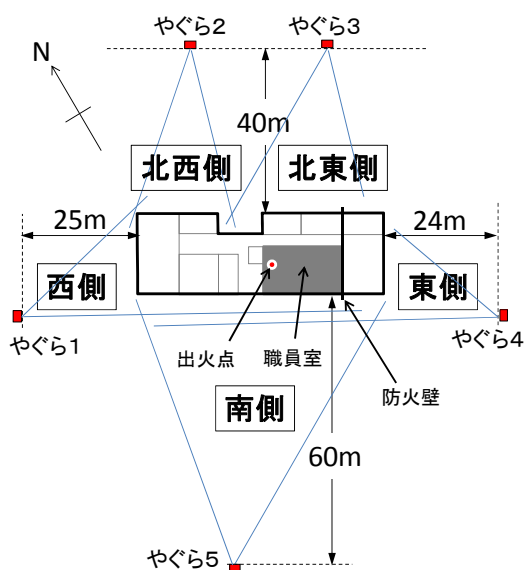 やぐら2
やぐら3
N
40m
北西側
北東側
25m
24m
西側
東側
やぐら1
やぐら4
出火点
職員室
防火壁
南側
60m
やぐら5